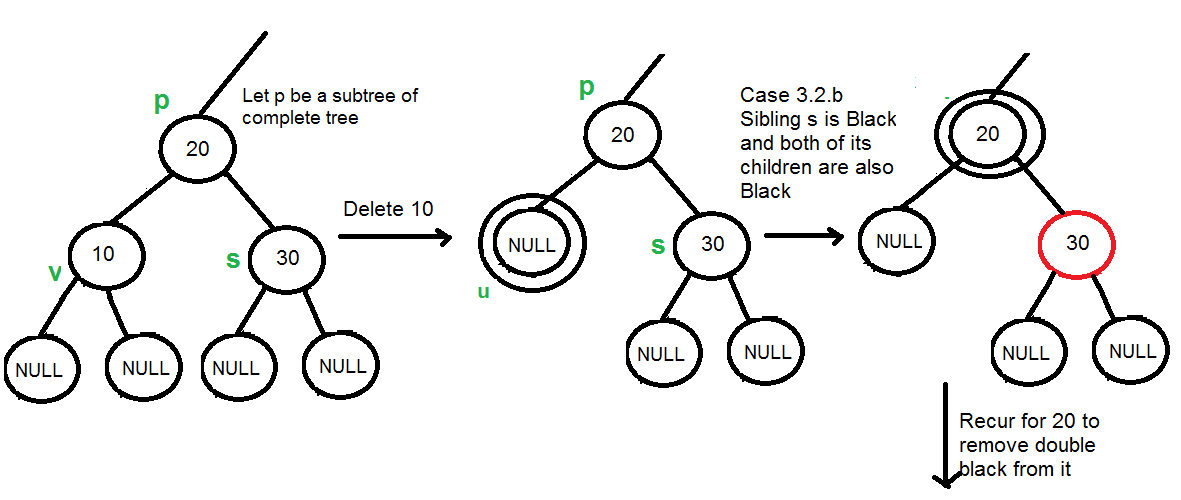 p
Let p be a subtree of
complete tree
20
10
v
s
30
NULL
NULL
NULL
NULL
Delete 10
p
20
NULL
u
s
30
NULL
NULL
Case 3.2.b
Sibling s is Black
and both of its
children are also
Black
20
NULL
30
NULL
NULL
Recur for 20 to
remove double
black from it